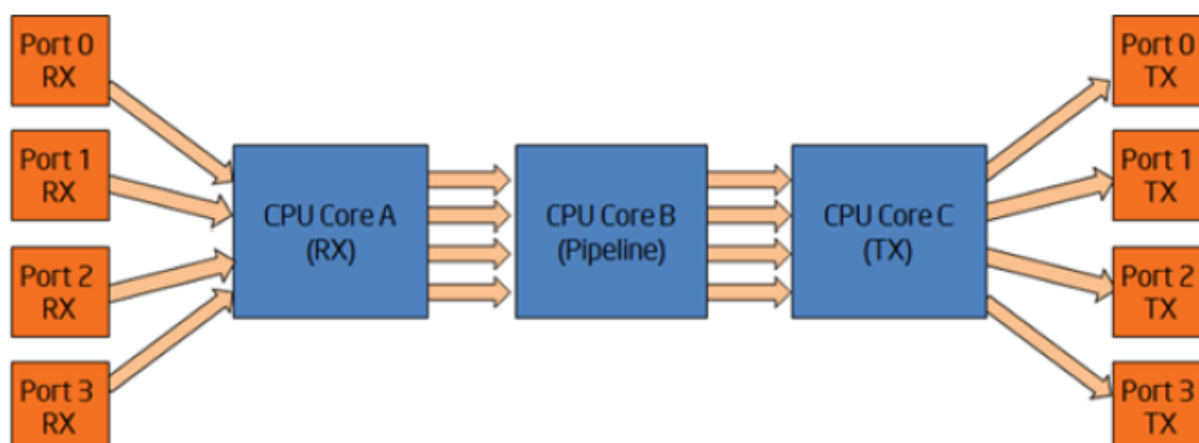 Port 0
RX
Port 1
RX
Port 2
RX
Port 3
RX
CPU Core A
(RX)
CPU Core B
(Pipeline)
CPU Core C
(TX)
Port 0
TX
Port 1
TX
Port 2
TX
Port 3
TX